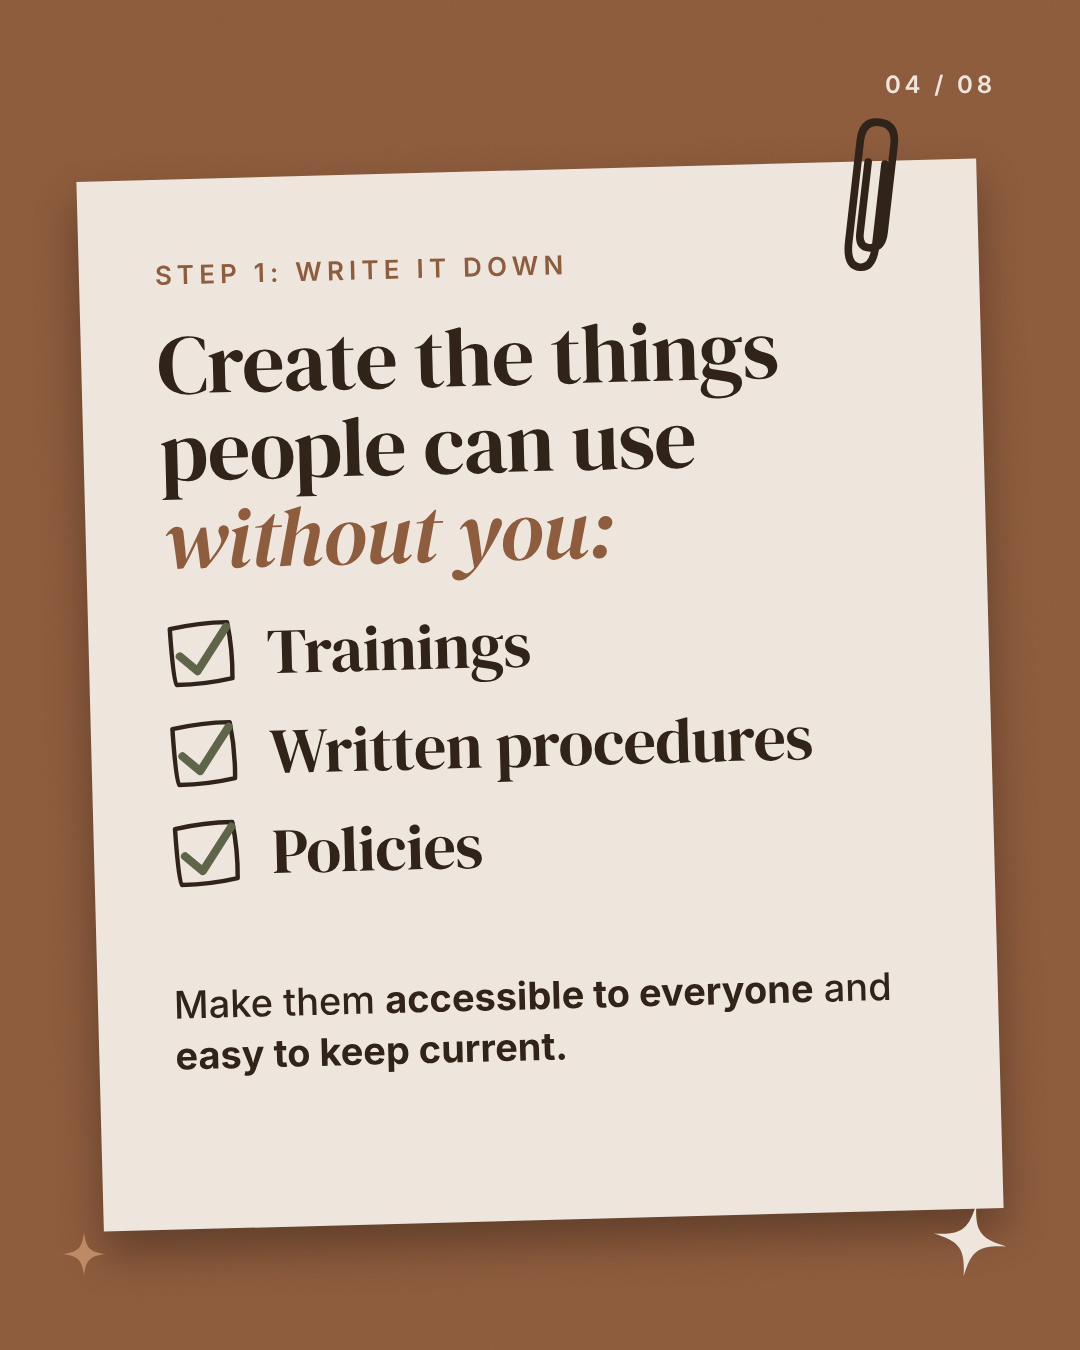 04 / 08
STEP 1: WRITE IT DOWN
Create the things
people can use
without you:
Trainings
Written procedures
Policies
Make them accessible to everyone and
easy to keep current.